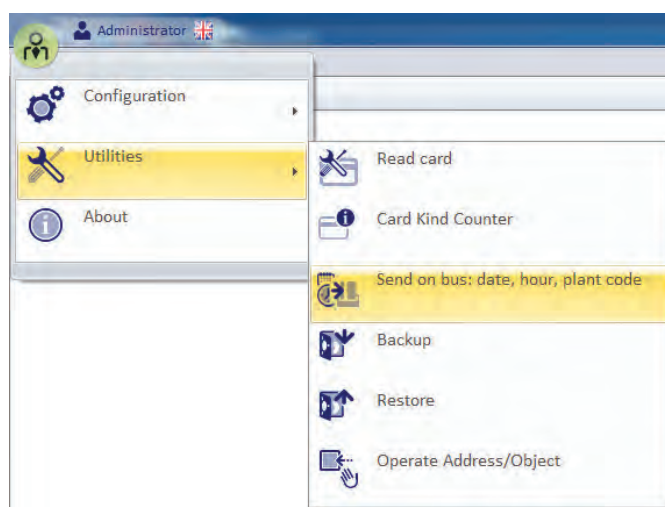 Administrator
Configuration
Utilities
About
Read card
Card Kind Counter
Send on bus: date, hour, plant code
Backup
Restore
Operate Address/Object